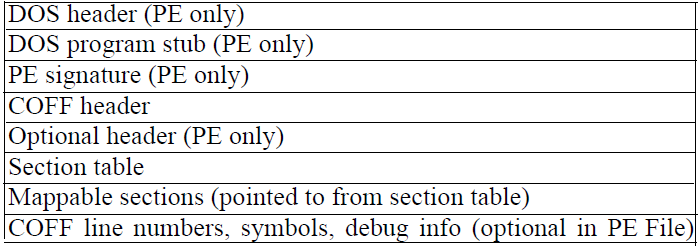 DOS header (PE only)
DOS program stub (PE only)
PE signature (PE only)
COFF header
Optional header (PE only)
Section table
Mappable sections (pointed to from section table)
COFF line numbers, symbols, debug info (optional in PE File)